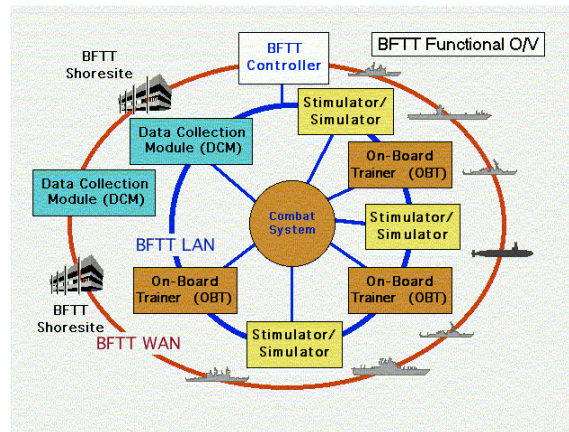 BFTT
Shoresite
BFTT
Controller
BFTT Functional O/V
Stimulator/
Simulator
Data Collection
Module (DCM)
On-Board
Trainer (OBT)
Data Collection
Module (DCM)
Combat
System
Stimulator/
Simulator
BFTT LAN
On-Board
Trainer (OBT)
On-Board
Trainer (OBT)
BFTT
Shoresite
Stimulator/
Simulator
BFTT WAN